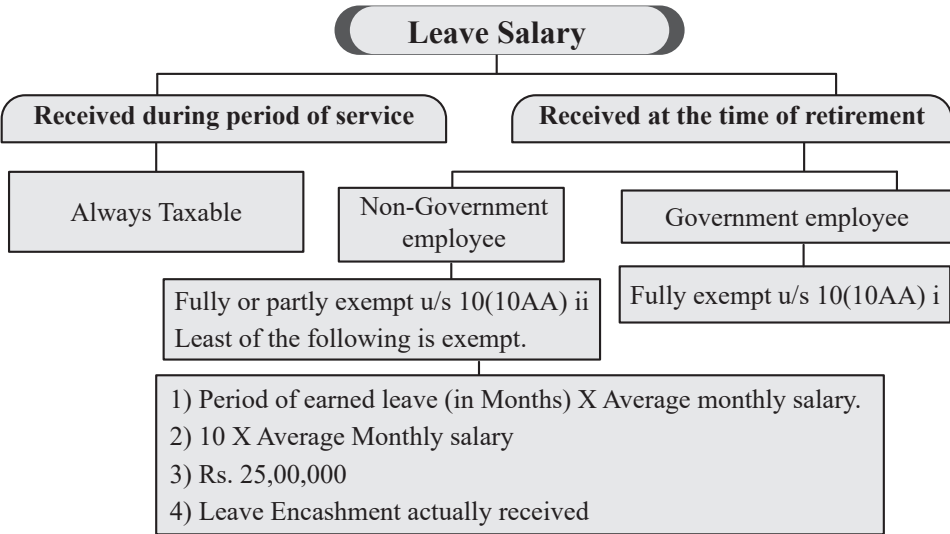 Leave Salary
Received during period of service
Received at the time of retirement
Always Taxable
Non-Government
employee
Government employee
Fully or partly exempt u/s 10(10AA) ii
Least of the following is exempt.
Fully exempt u/s 10(10AA) i
1) Period of earned leave (in Months) X Average monthly salary.
2) 10 X Average Monthly salary
3) Rs. 25,00,000
4) Leave Encashment actually received